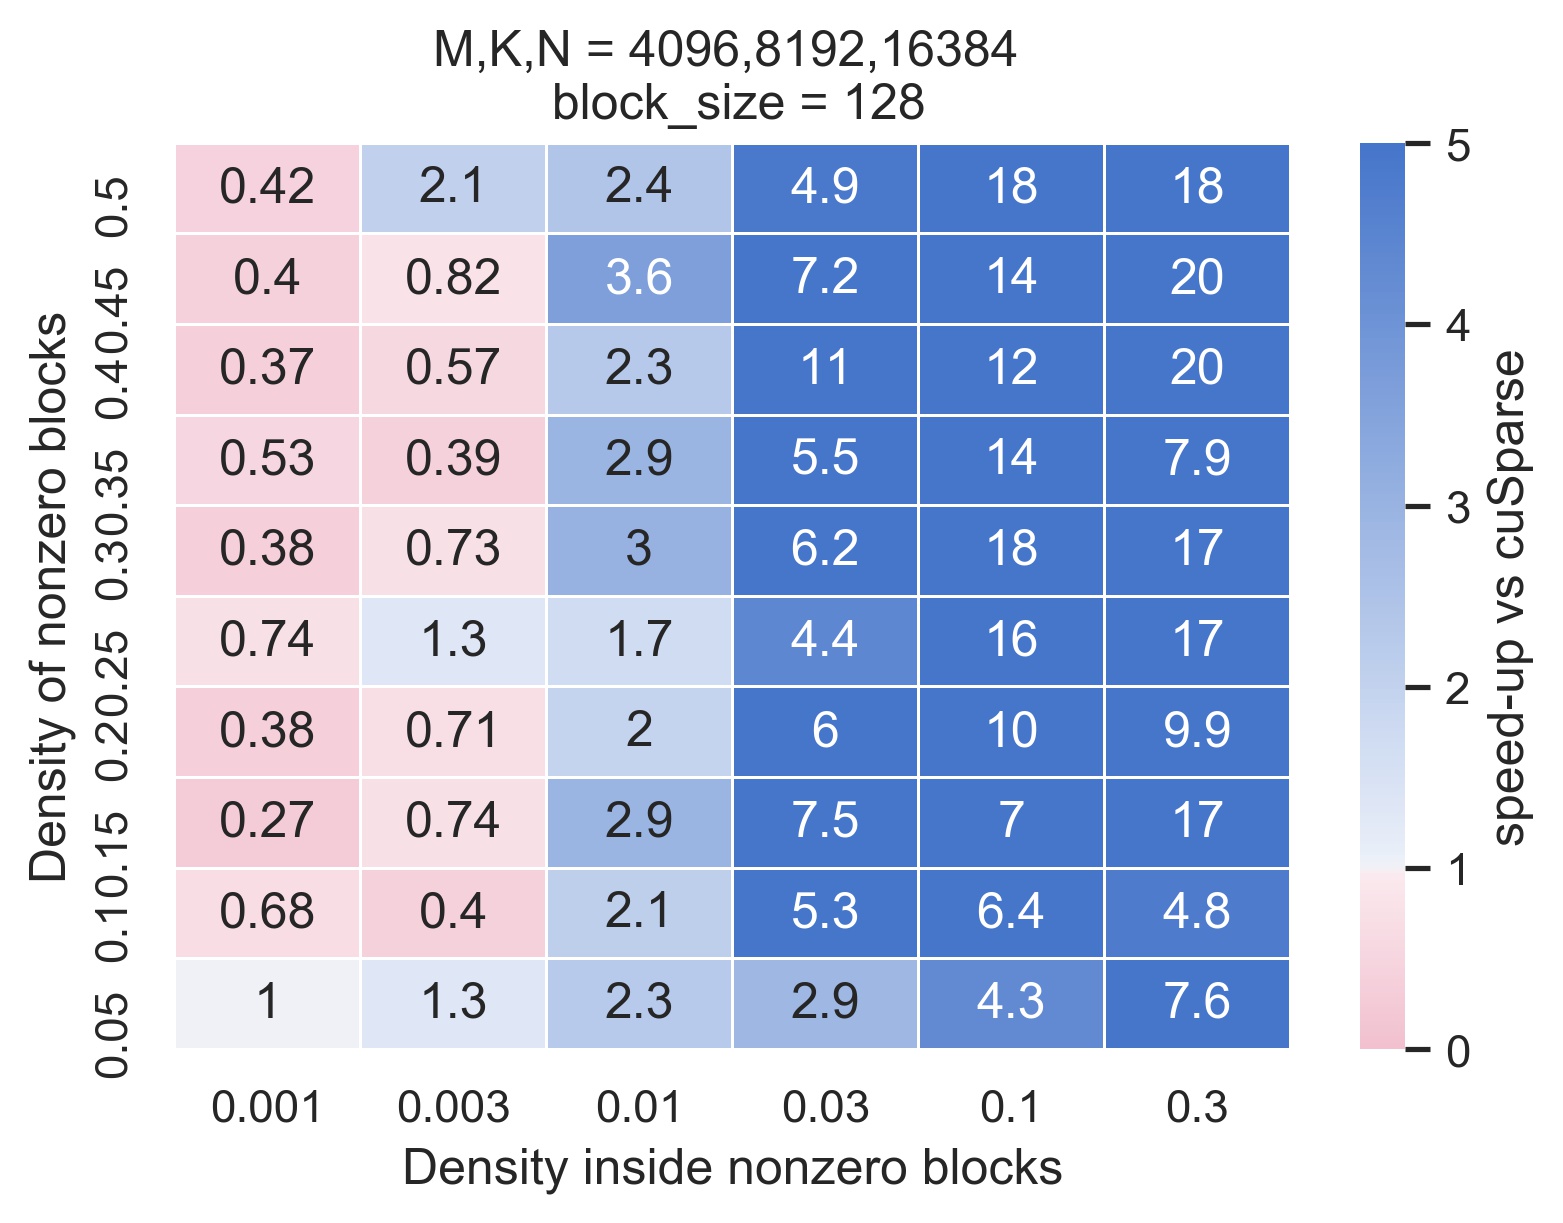 M,K,N = 4096,8192,16384
block_size = 128
Density of nonzero blocks
0.5 0.42 2.1 2.4 4.9 18 18
0.45 0.4 0.82 3.6 7.2 14 20
0.4 0.37 0.57 2.3 11 12 20
0.35 0.53 0.39 2.9 5.5 14 7.9
0.3 0.38 0.73 3 6.2 18 17
0.25 0.74 1.3 1.7 4.4 16 17
0.2 0.38 0.71 2 6 10 9.9
0.15 0.27 0.74 2.9 7.5 7 17
0.1 0.68 0.4 2.1 5.3 6.4 4.8
0.05 1 1.3 2.3 2.9 4.3 7.6
0.001 0.003 0.01 0.03 0.1 0.3
Density inside nonzero blocks
5
4
3
2
1
0
speed-up vs cuSparse